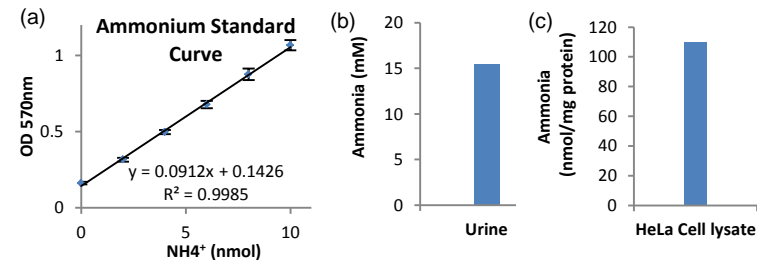 (a)
Ammonium Standard
Curve
OD 570nm
1
0.5
0
y = 0.0912x + 0.1426
R² = 0.9985
0 5 10
NH4⁺ (nmol)
(b)
Ammonia (mM)
20
15
10
5
0
Urine
(c)
Ammonia
(nmol/mg protein)
120
100
80
60
40
20
0
HeLa Cell lysate